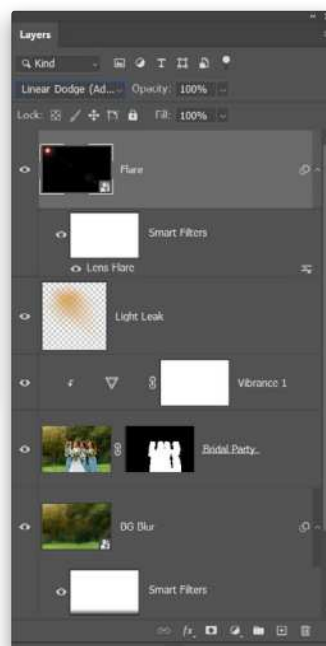 Layers
Kind
Linear Dodge (Ad... Opacity: 100%
Lock: Fill: 100%
Flare
Smart Filters
Lens Flare
Light Leak
Vibrance 1
Bridal Party
BG Blur
Smart Filters
fx